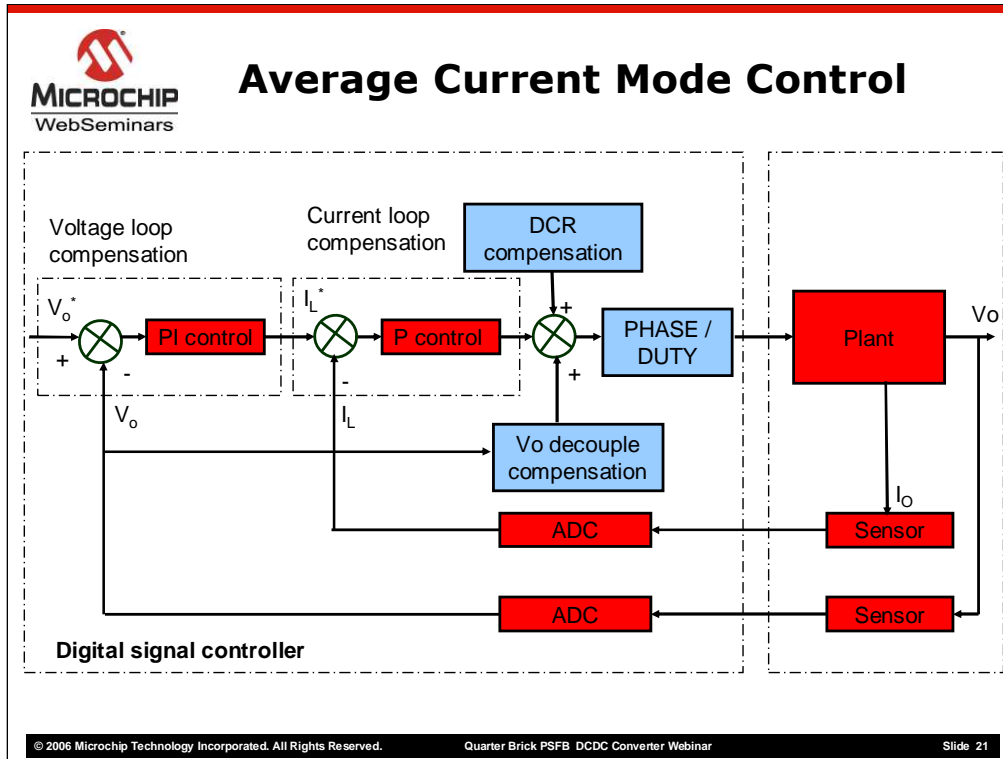 MICROCHIP
WebSeminars
Average Current Mode Control
Voltage loop
compensation
Current loop
compensation
DCR
compensation
Vo*
+
-
PI control
IL*
-
P control
+
+
PHASE /
DUTY
Plant
Vo
Vo
IL
Vo decouple
compensation
IO
ADC
Sensor
ADC
Sensor
Digital signal controller
© 2006 Microchip Technology Incorporated. All Rights Reserved.
Quarter Brick PSFB DCDC Converter Webinar
Slide 21